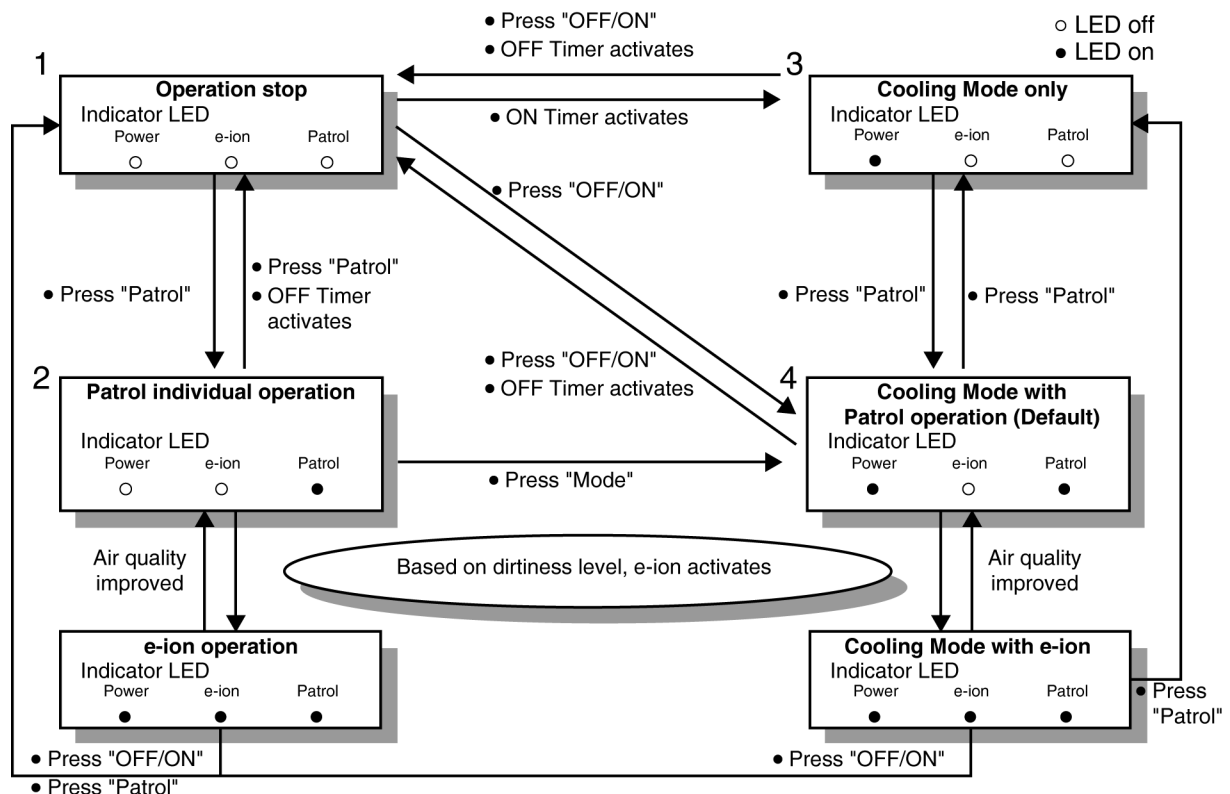 ● Press "OFF/ON"
● OFF Timer activates
○ LED off
● LED on
1
Operation stop
Indicator LED
Power e-ion Patrol
○ ○ ○
● ON Timer activates
3
Cooling Mode only
Indicator LED
Power e-ion Patrol
● ○ ○
● Press "OFF/ON"
● Press "Patrol"
● Press "Patrol"
● OFF Timer
activates
● Press "Patrol"
● Press "Patrol"
● Press "OFF/ON"
● OFF Timer activates
2
Patrol individual operation
Indicator LED
Power e-ion Patrol
○ ○ ●
● Press "Mode"
4
Cooling Mode with
Patrol operation (Default)
Indicator LED
Power e-ion Patrol
● ○ ●
Air quality
improved
Based on dirtiness level, e-ion activates
Air quality
improved
e-ion operation
Indicator LED
Power e-ion Patrol
● ● ●
Cooling Mode with e-ion
Indicator LED
Power e-ion Patrol
● ● ●
● Press
"Patrol"
● Press "OFF/ON"
● Press "Patrol"
● Press "OFF/ON"